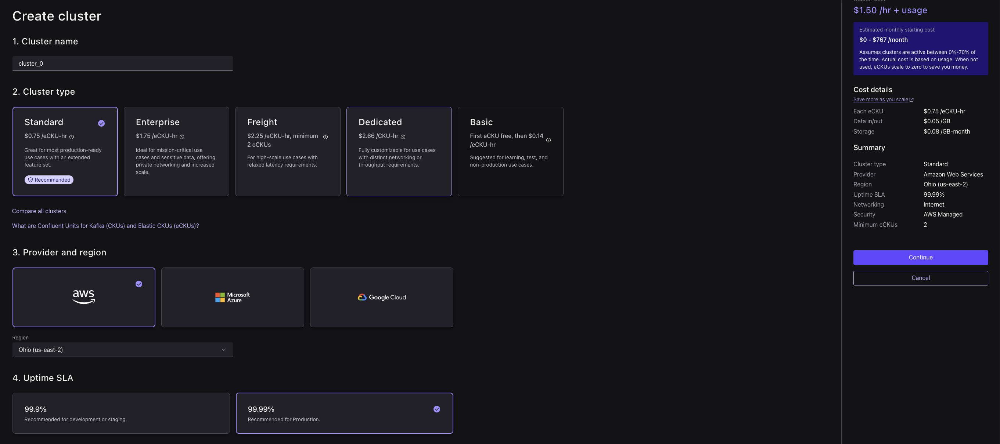 Create cluster
1. Cluster name
cluster_0
2. Cluster type
Standard
$0.75 /eCKU-hr
Great for most production-ready
use cases with an extended
feature set.
Recommended
Enterprise
$1.75 /eCKU-hr
Ideal for mission-critical use
cases and sensitive data, offering
private networking and increased
scale.
Freight
$2.25 /eCKU-hr, minimum
2 eCKUs
For high-scale use cases with
relaxed latency requirements.
Dedicated
$2.66 /CKU-hr
Fully customizable for use cases
with distinct networking or
throughput requirements.
Basic
First eCKU free, then $0.14
/eCKU-hr
Suggested for learning, test, and
non-production use cases.
Compare all clusters
What are Confluent Units for Kafka (CKUs) and Elastic CKUs (eCKUs)?
3. Provider and region
aws
Microsoft
Azure
Google Cloud
Region
Ohio (us-east-2)
4. Uptime SLA
99.9%
Recommended for development or staging.
99.99%
Recommended for Production.
Cluster cost
$1.50 /hr + usage
Estimated monthly starting cost
$0 - $767 /month
Assumes clusters are active between 0%-70% of
the time. Actual cost is based on usage. When not
used, eCKUs scale to zero to save you money.
Cost details
Save more as you scale
Each eCKU $0.75 /eCKU-hr
Data in/out $0.05 /GB
Storage $0.08 /GB-month
Summary
Cluster type Standard
Provider Amazon Web Services
Region Ohio (us-east-2)
Uptime SLA 99.99%
Networking Internet
Security AWS Managed
Minimum eCKUs 2
Continue
Cancel